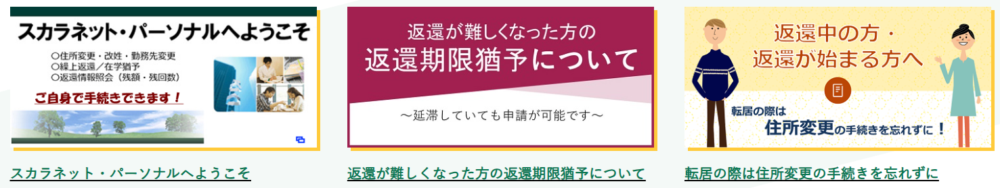 スカラネット・パーソナルへようこそ
○住所変更・改姓・勤務先変更
○繰上返還／在学猶予
○返還情報照会（残額・残回数）
ご自身で手続きできます！
スカラネット・パーソナルへようこそ
返還が難しくなった方の
返還期限猶予について
～延滞していても申請が可能です～
返還が難しくなった方の返還期限猶予について
返還中の方・
返還が始まる方へ
転居の際は
住所変更の手続きを忘れずに！
転居の際は住所変更の手続きを忘れずに